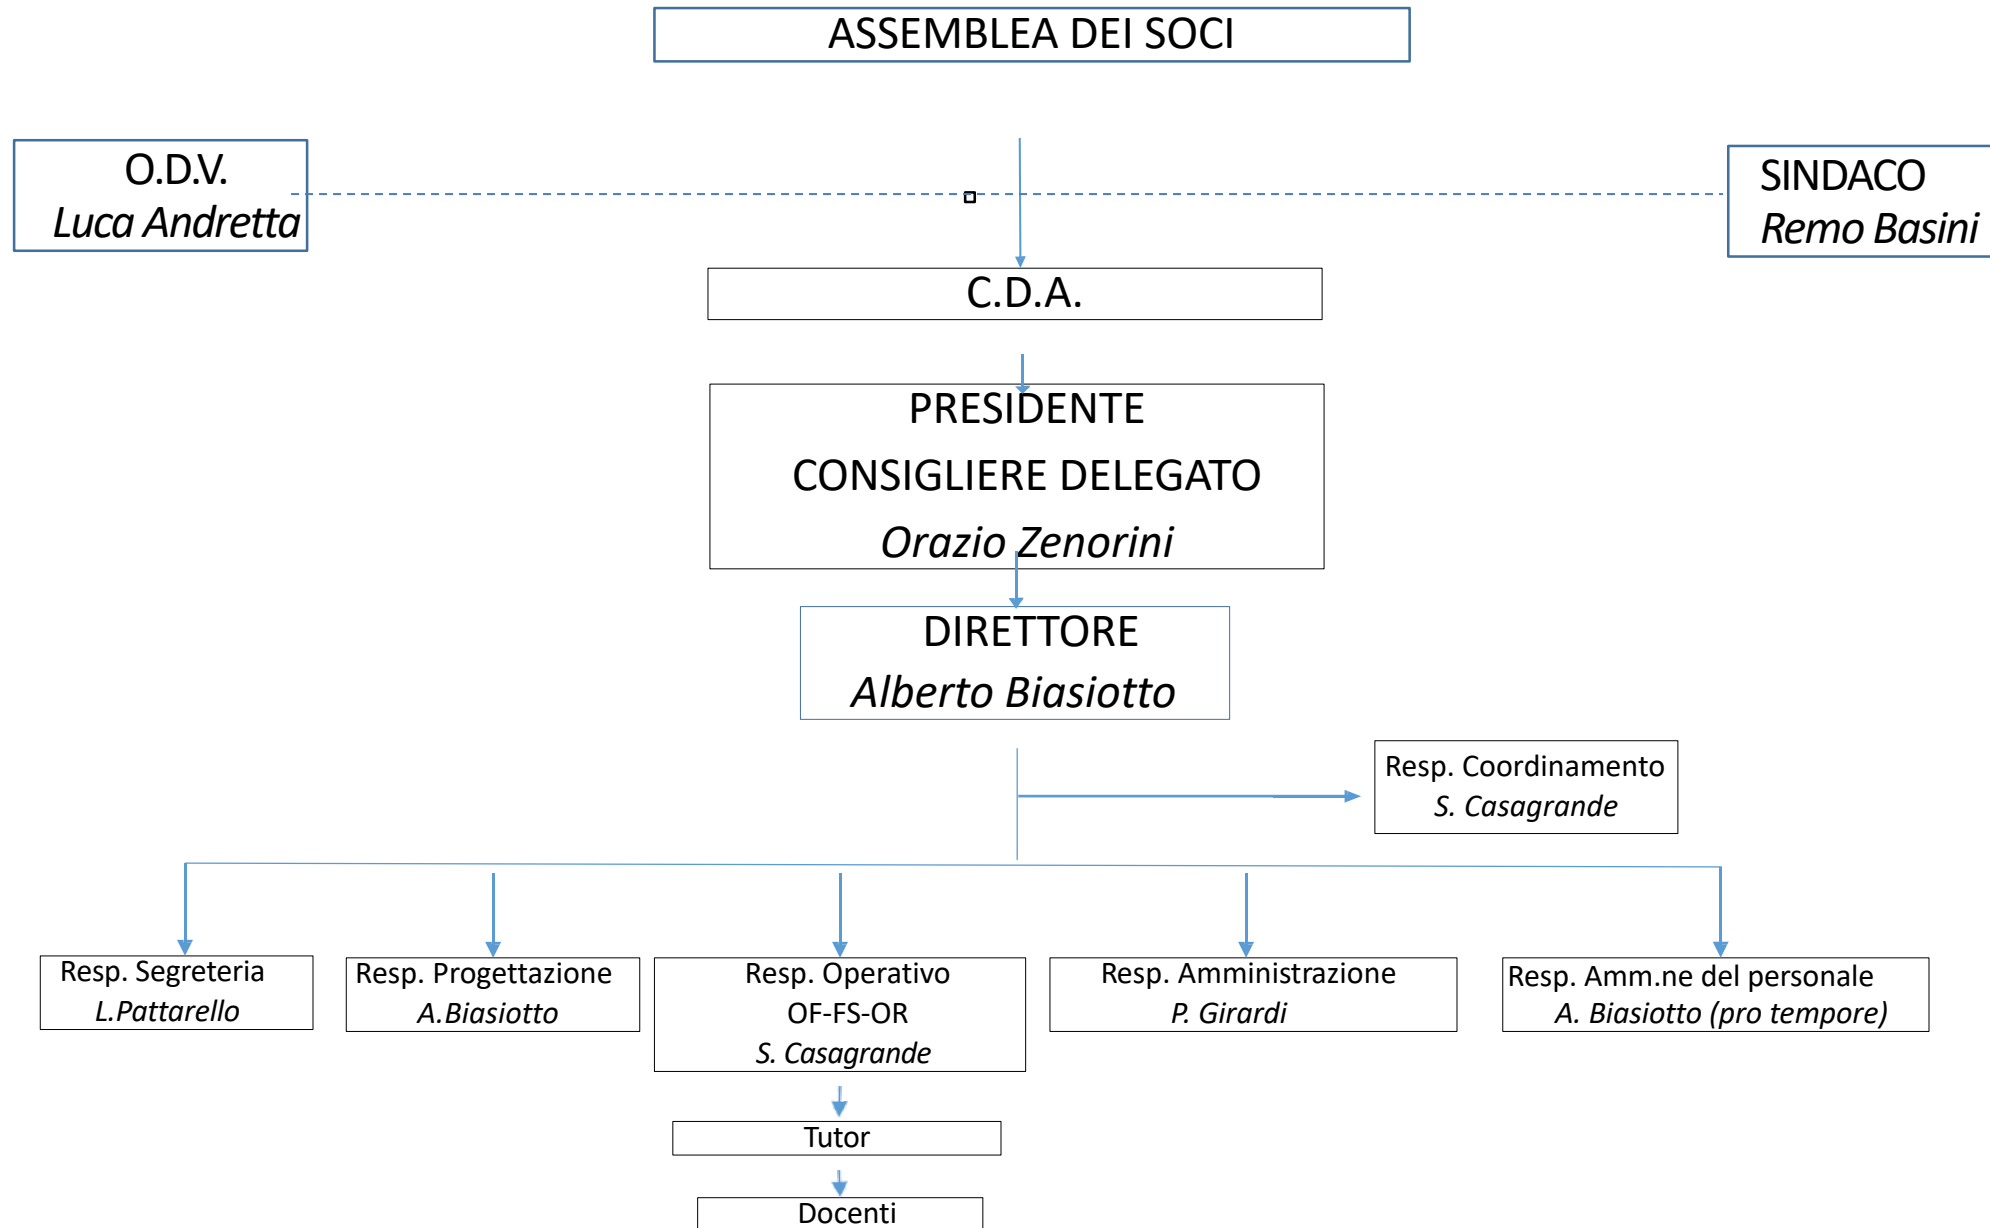 ASSEMBLEA DEI SOCI
O.D.V.
Luca Andretta
SINDACO
Remo Basini
C.D.A.
PRESIDENTE
CONSIGLIERE DELEGATO
Orazio Zenorini
DIRETTORE
Alberto Biasiotto
Resp. Coordinamento
S. Casagrande
Resp. Segreteria
L.Pattarello
Resp. Progettazione
A.Biasiotto
Resp. Operativo
OF-FS-OR
S. Casagrande
Resp. Amministrazione
P. Girardi
Resp. Amm.ne del personale
A. Biasiotto (pro tempore)
Tutor
Docenti